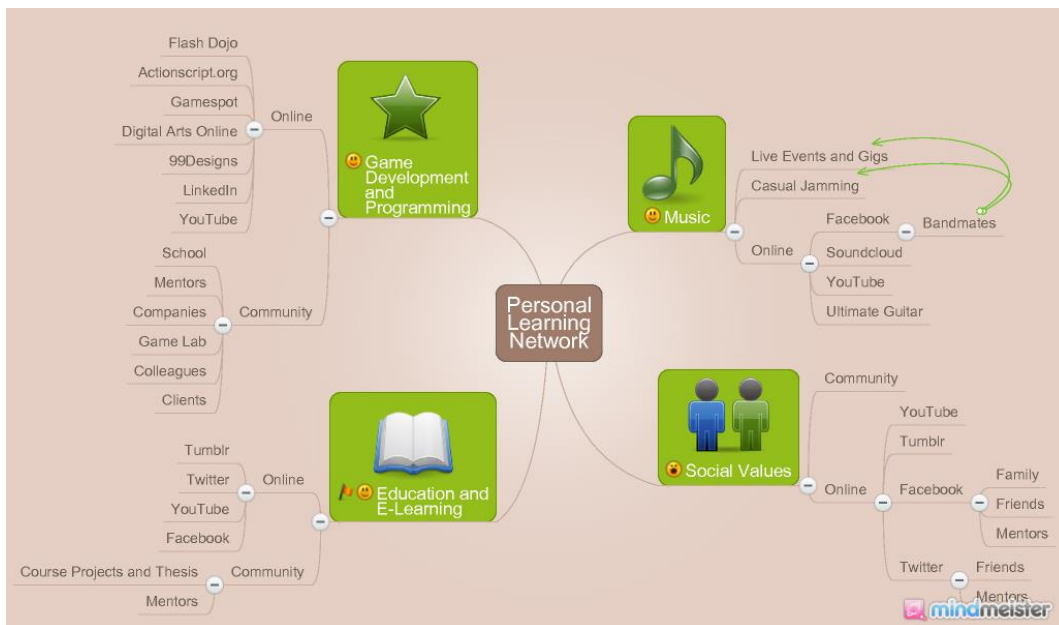 Flash Dojo
Actionscript.org
Gamespot
Digital Arts Online
99Designs
LinkedIn
YouTube
Online
Game
Development
and
Programming
School
Mentors
Companies
Game Lab
Colleagues
Clients
Community
Tumblr
Twitter
YouTube
Facebook
Online
Education and
E-Learning
Course Projects and Thesis
Mentors
Community
Personal
Learning
Network
Music
Live Events and Gigs
Casual Jamming
Online
Facebook
Bandmates
Soundcloud
YouTube
Ultimate Guitar
Social Values
Community
Online
YouTube
Tumblr
Facebook
Family
Friends
Mentors
Twitter
Friends
Mentors
mindmeister